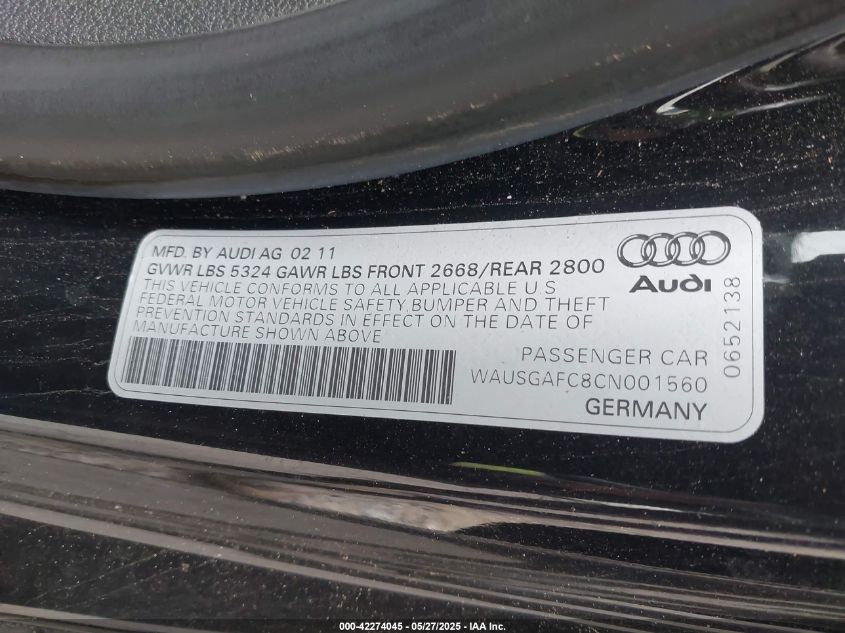 MFD. BY AUDI AG 02 11
GVWR LBS 5324 GAWR LBS FRONT 2668/REAR 2800
THIS VEHICLE CONFORMS TO ALL APPLICABLE U S
FEDERAL MOTOR VEHICLE SAFETY, BUMPER AND THEFT
PREVENTION STANDARDS IN EFFECT ON THE DATE OF
MANUFACTURE SHOWN ABOVE
Audi
0652138
PASSENGER CAR
WAUSGAFC8CN001560
GERMANY
000-42274045 - 05/27/2025 - IAA Inc.